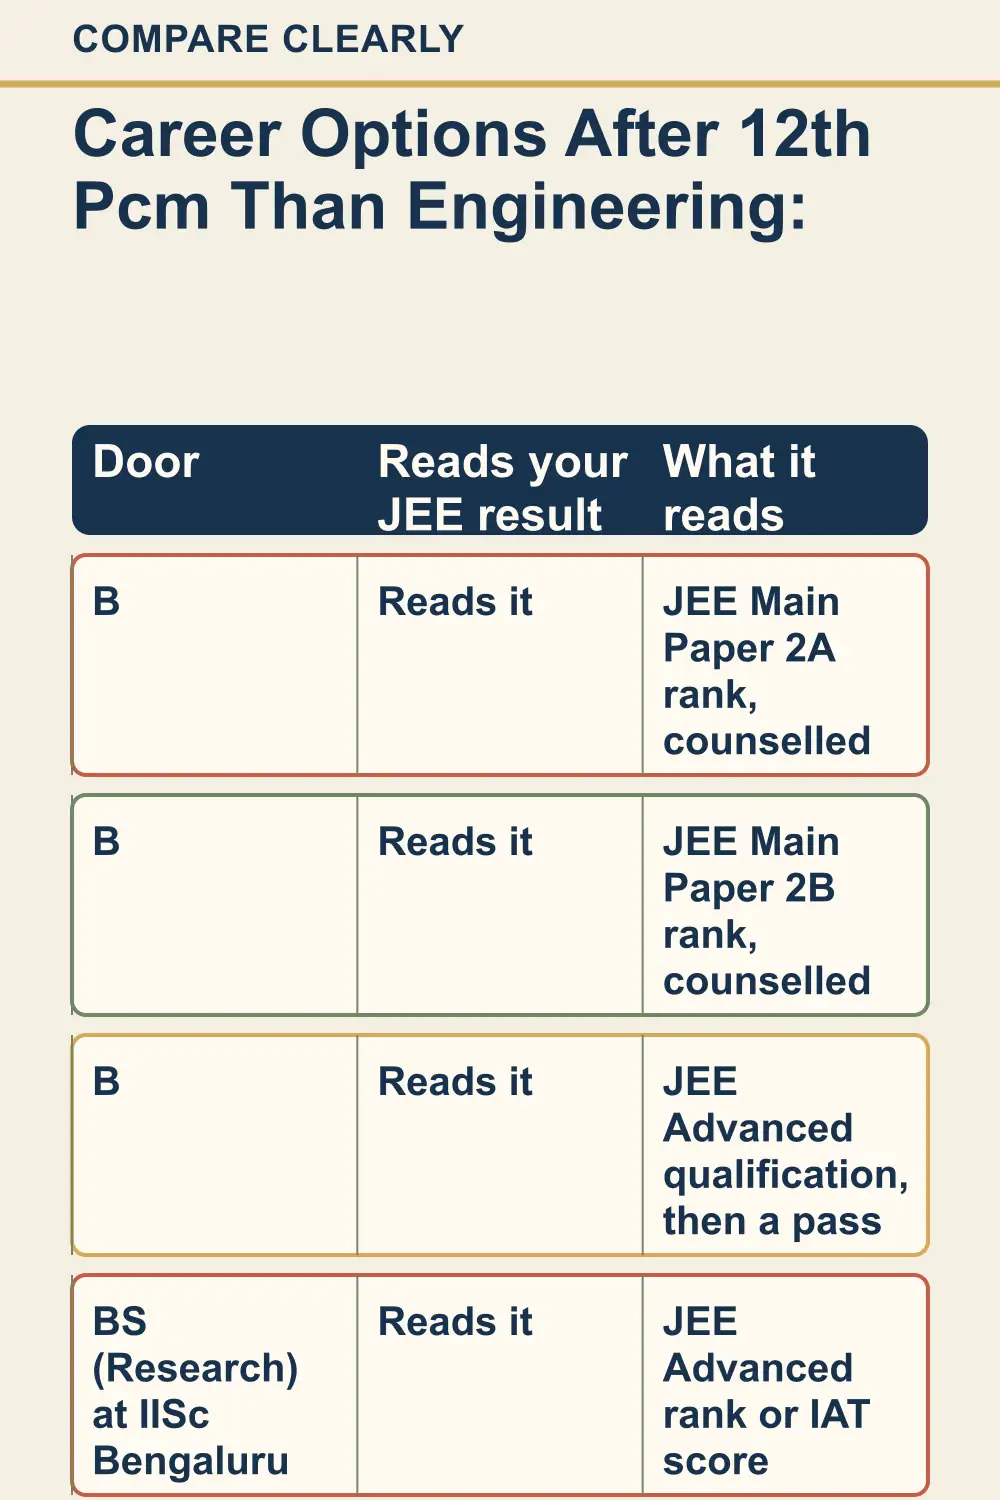 COMPARE CLEARLY
Career Options After 12th
Pcm Than Engineering:
Door
Reads your
JEE result
What it
reads
B
Reads it
JEE Main
Paper 2A
rank,
counselled
B
Reads it
JEE Main
Paper 2B
rank,
counselled
B
Reads it
JEE
Advanced
qualification,
then a pass
BS
(Research)
at IISc
Bengaluru
Reads it
JEE
Advanced
rank or IAT
score